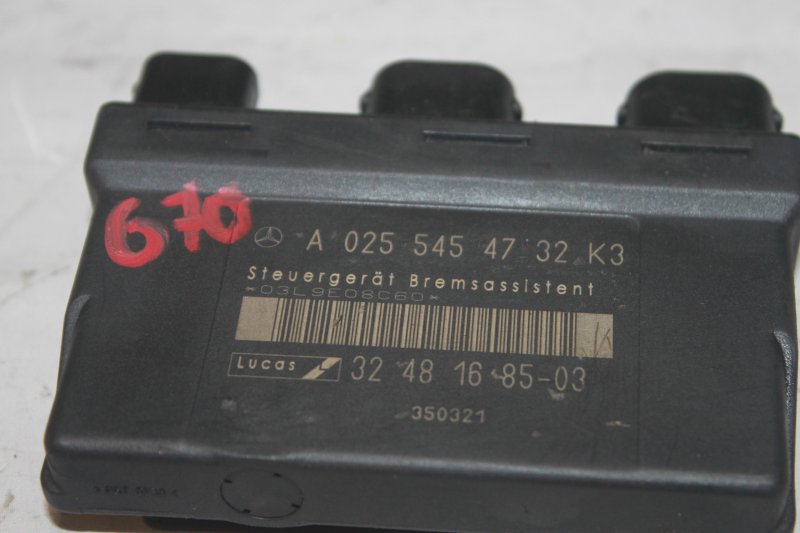 670
A 025 545 47 32 K3
Steuergerät Bremsassistent
*03L9E08C60*
Lucas 32 48 16 85-03
350321